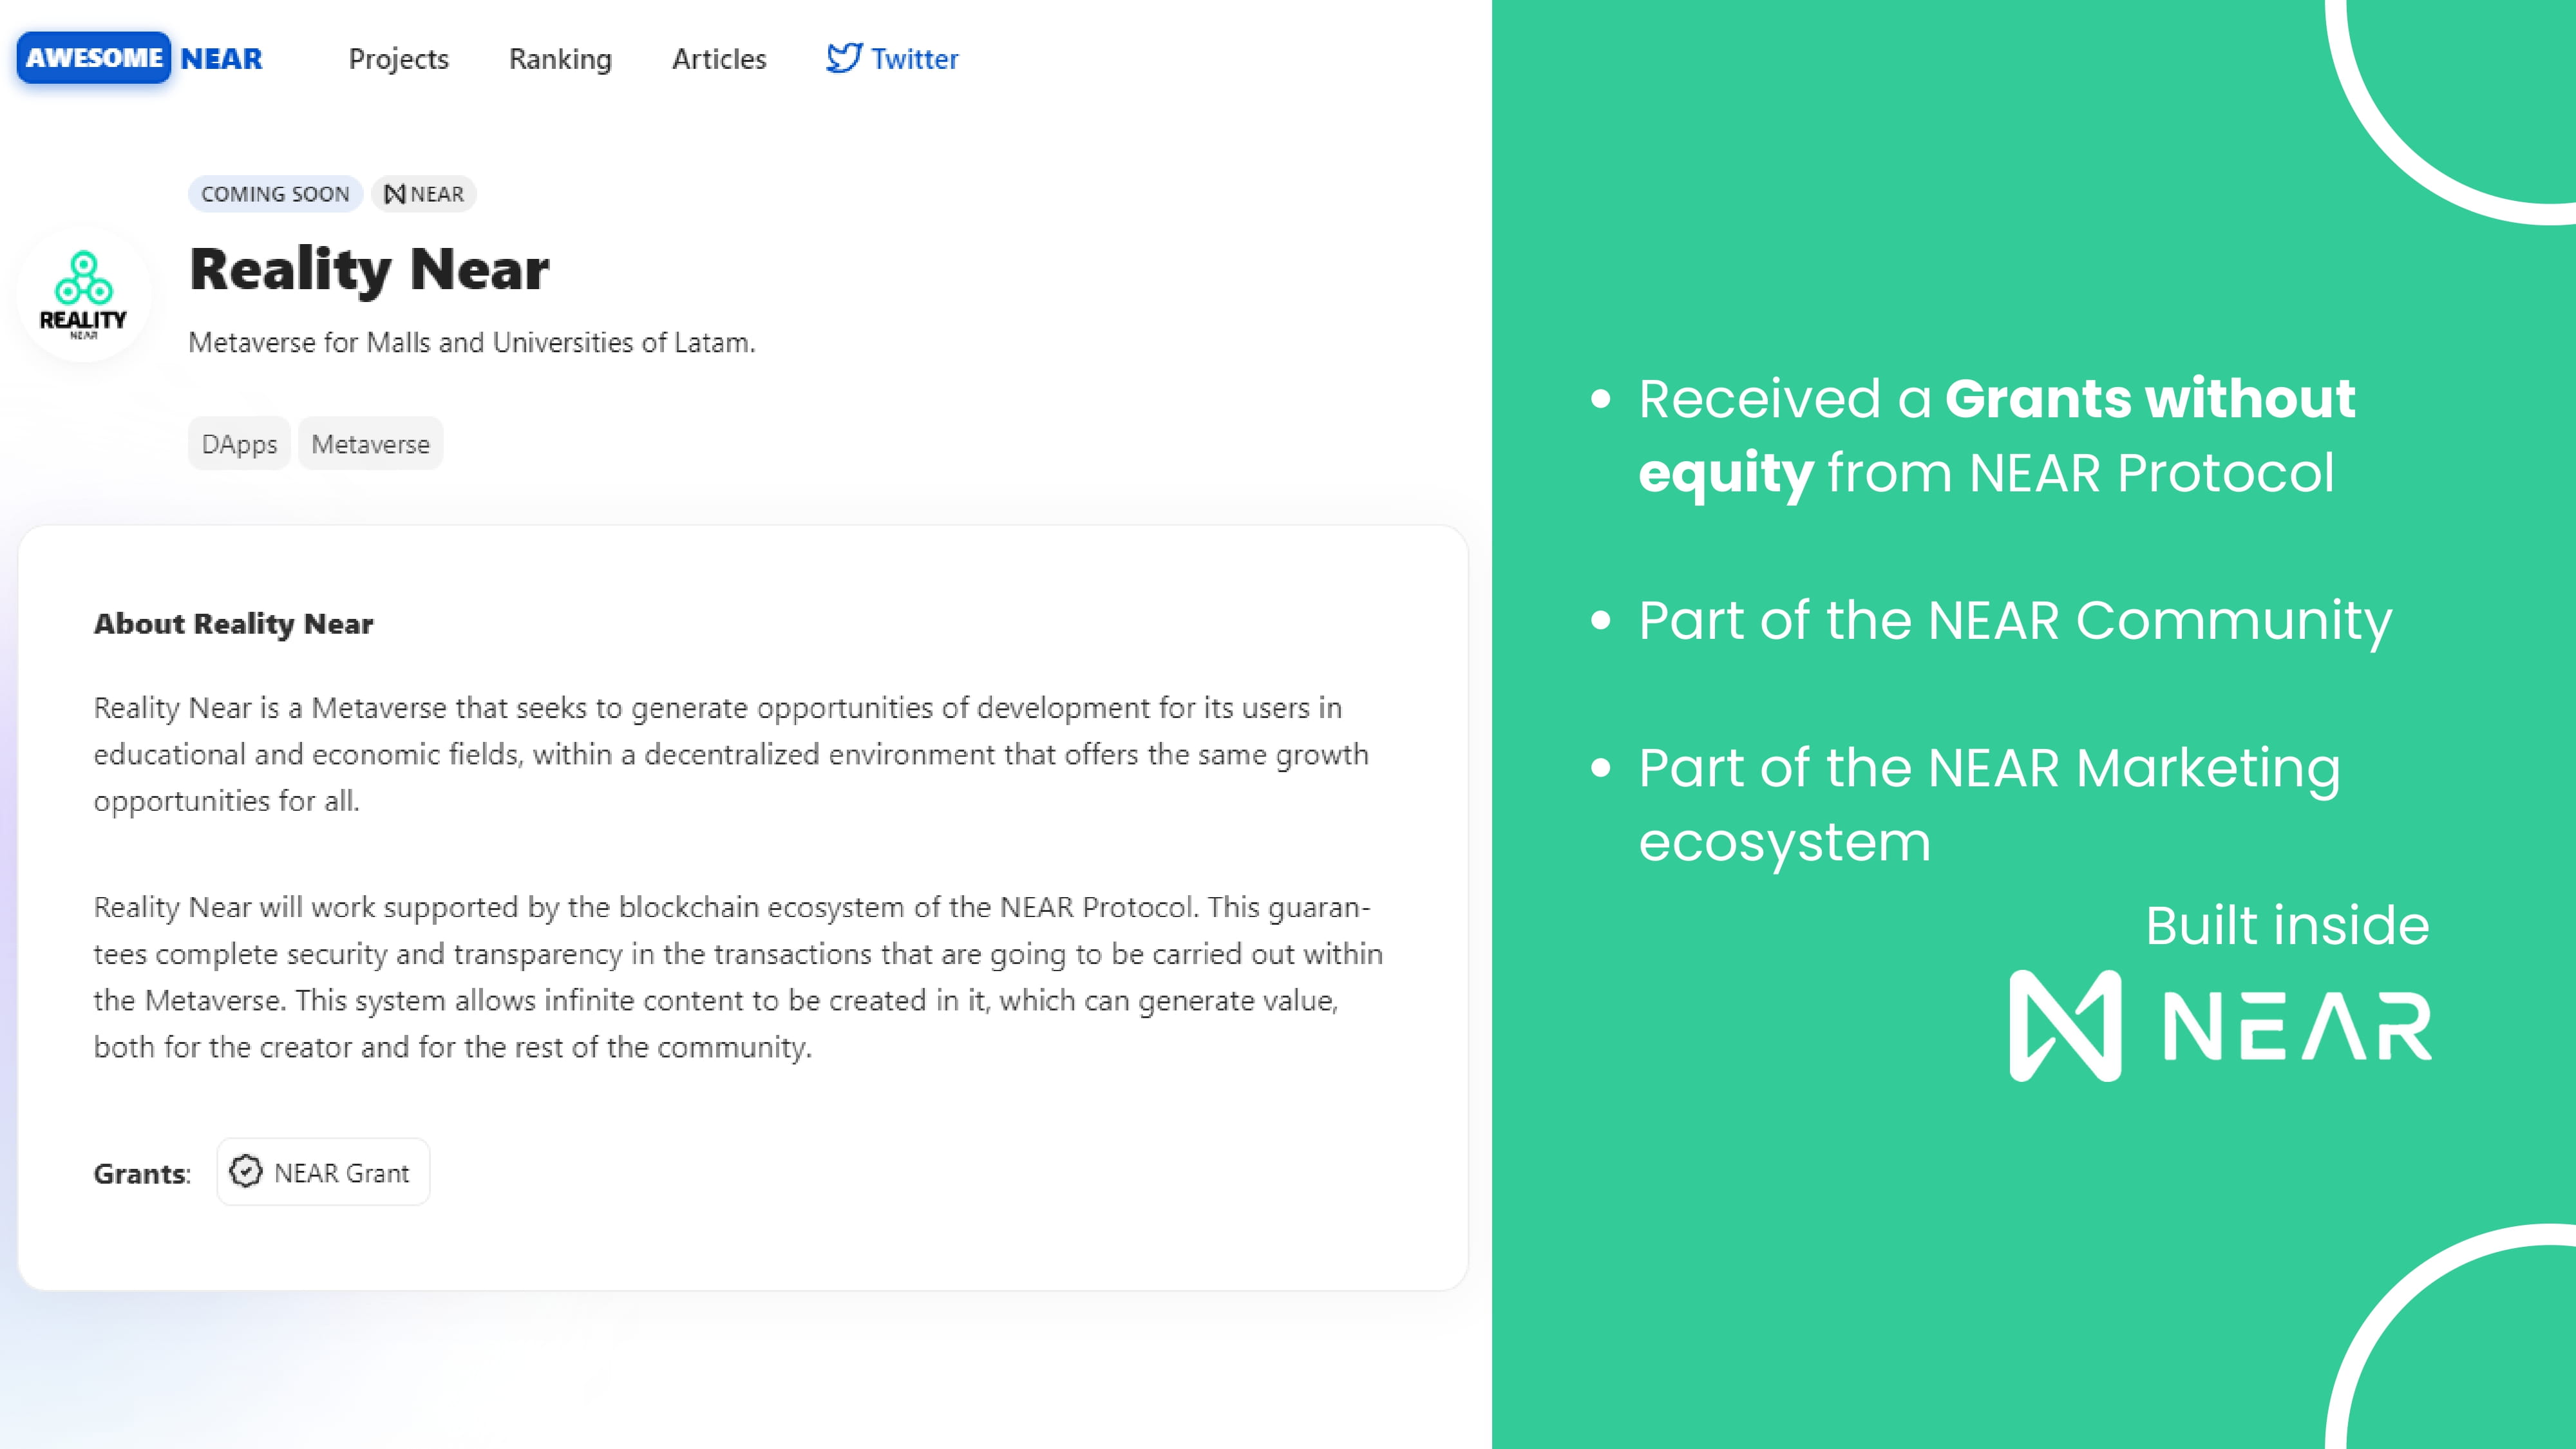 AWESOME NEAR Projects Ranking Articles Twitter
COMING SOON NEAR
Reality Near
REALITY
NEAR
Metaverse for Malls and Universities of Latam.
DApps Metaverse
About Reality Near
Reality Near is a Metaverse that seeks to generate opportunities of development for its users in
educational and economic fields, within a decentralized environment that offers the same growth
opportunities for all.
Reality Near will work supported by the blockchain ecosystem of the NEAR Protocol. This guaran-
tees complete security and transparency in the transactions that are going to be carried out within
the Metaverse. This system allows infinite content to be created in it, which can generate value,
both for the creator and for the rest of the community.
Grants: NEAR Grant
• Received a Grants without
equity from NEAR Protocol
• Part of the NEAR Community
• Part of the NEAR Marketing
ecosystem
Built inside
NEAR